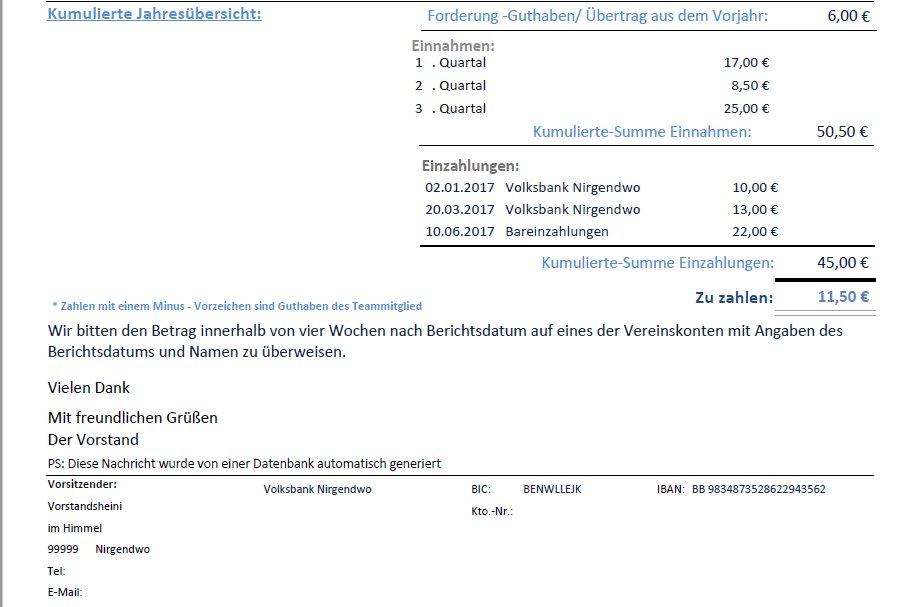 Kumulierte Jahresübersicht: Forderung -Guthaben/ Übertrag aus dem Vorjahr: 6,00 €
Einnahmen:
1 . Quartal 17,00 €
2 . Quartal 8,50 €
3 . Quartal 25,00 €
Kumulierte-Summe Einnahmen: 50,50 €
Einzahlungen:
02.01.2017 Volksbank Nirgendwo 10,00 €
20.03.2017 Volksbank Nirgendwo 13,00 €
10.06.2017 Bareinzahlungen 22,00 €
Kumulierte-Summe Einzahlungen: 45,00 €
Zu zahlen: 11,50 €
* Zahlen mit einem Minus - Vorzeichen sind Guthaben des Teammitglied
Wir bitten den Betrag innerhalb von vier Wochen nach Berichtsdatum auf eines der Vereinskonten mit Angaben des
Berichtsdatums und Namen zu überweisen.
Vielen Dank
Mit freundlichen Grüßen
Der Vorstand
PS: Diese Nachricht wurde von einer Datenbank automatisch generiert
Vorsitzender: Volksbank Nirgendwo BIC: BENWLLEJK IBAN: BB 9834873528622943562
Vorstandsheini Kto.-Nr.:
im Himmel
99999 Nirgendwo
Tel:
E-Mail: